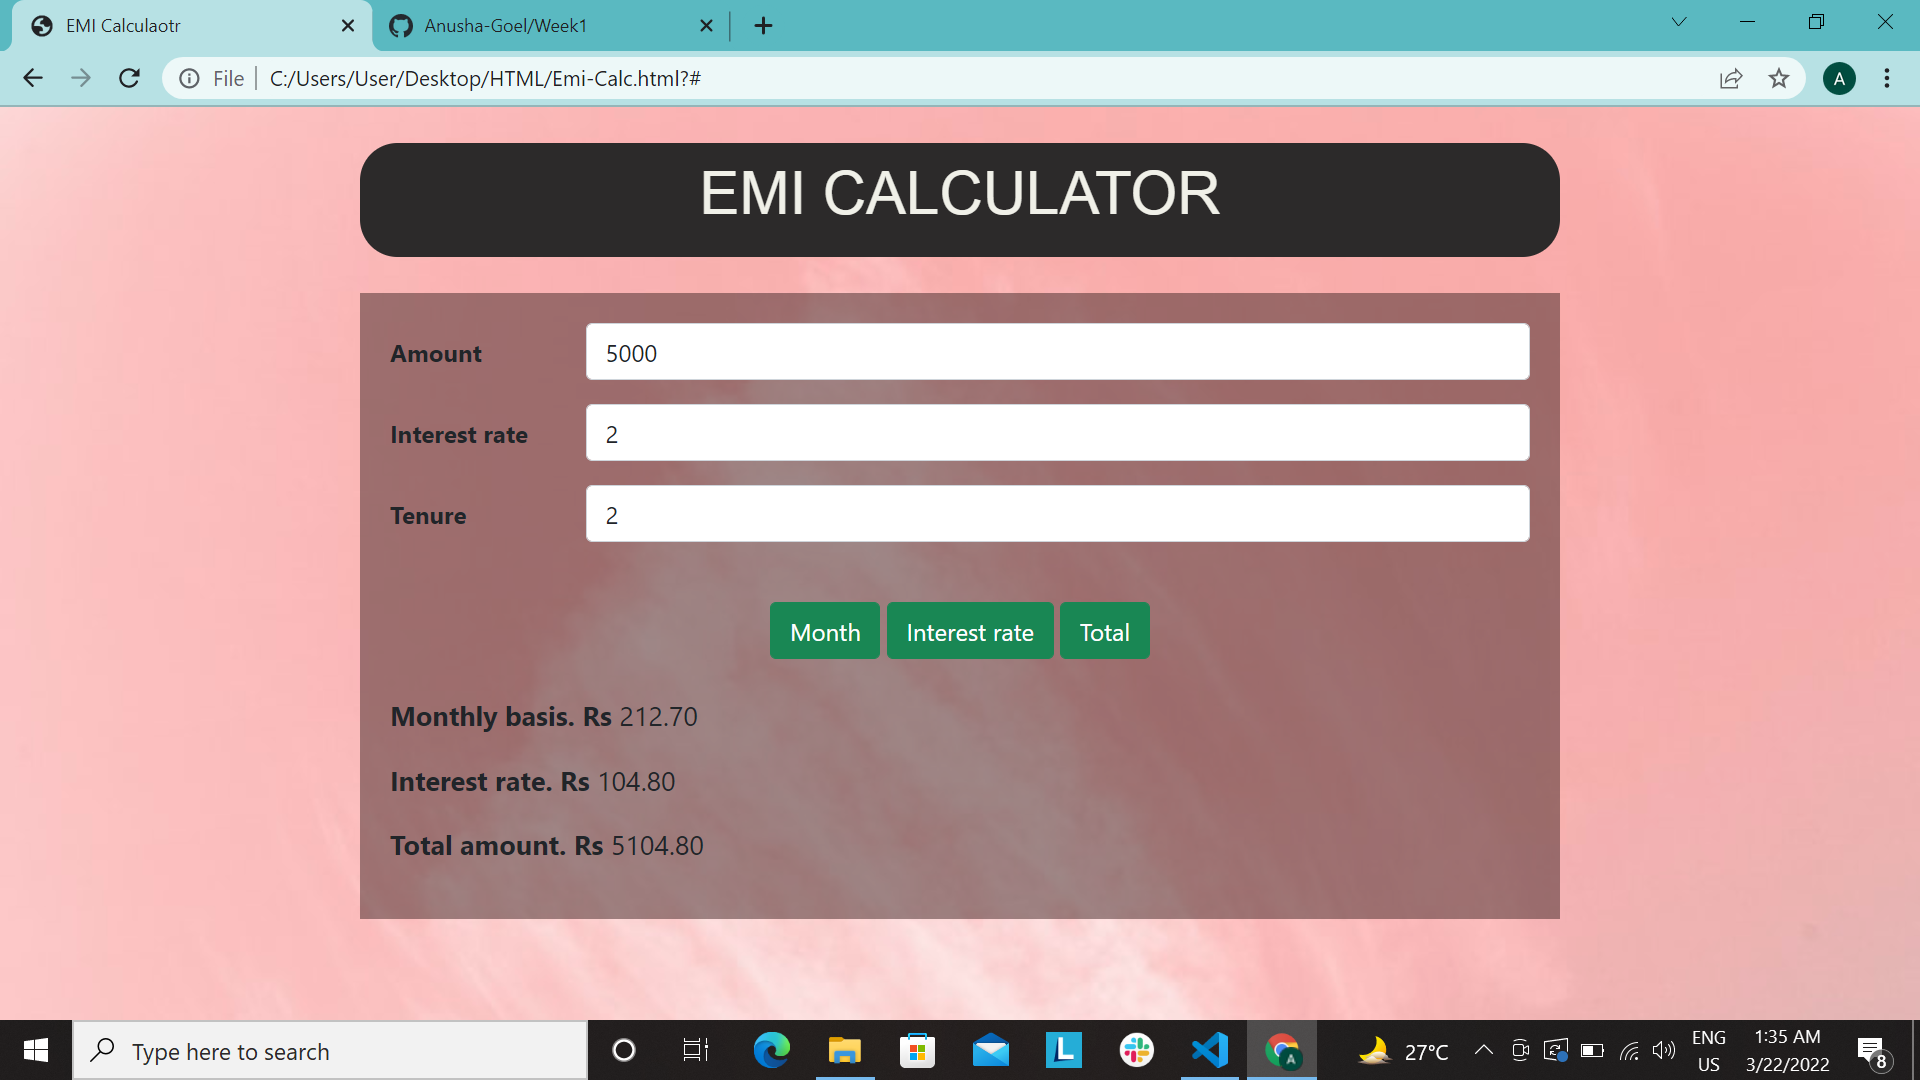 EMI Calculaotr
Anusha-Goel/Week1
File
C:/Users/User/Desktop/HTML/Emi-Calc.html?#
A
EMI CALCULATOR
Amount
5000
Interest rate
2
Tenure
2
Month
Interest rate
Total
Monthly basis. Rs 212.70
Interest rate. Rs 104.80
Total amount. Rs 5104.80
Type here to search
L
A
27°C
ENG
US
1:35 AM
3/22/2022
8